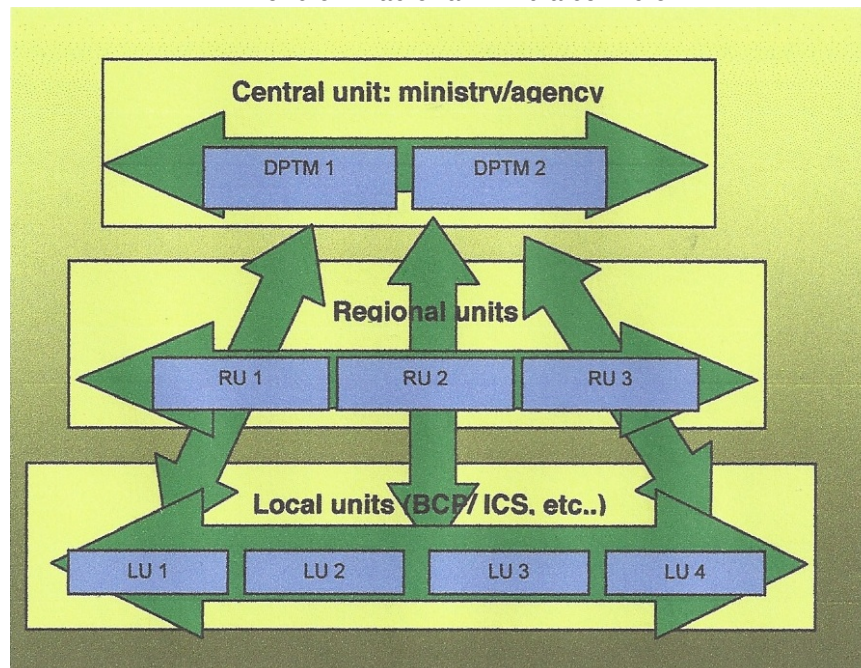 Central unit: ministry/agency
DPTM 1 DPTM 2
Regional units
RU 1 RU 2 RU 3
Local units (BCP/ ICS, etc..)
LU 1 LU 2 LU 3 LU 4